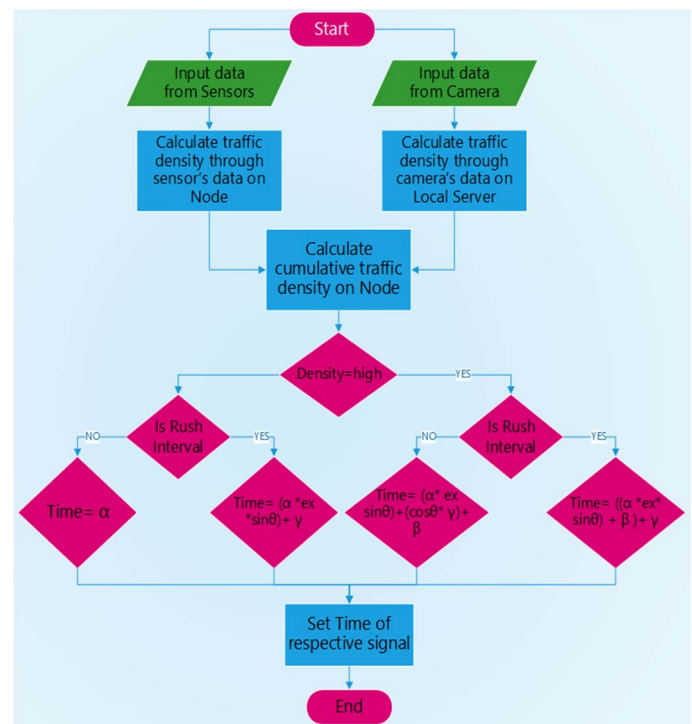 Start
Input data
from Sensors
Input data
from Camera
Calculate traffic
density through
sensor's data on
Node
Calculate traffic
density through
camera's data on
Local Server
Calculate
cumulative traffic
density on Node
Density=high
YES
Is Rush
Interval
Is Rush
Interval
NO
YES
NO
YES
Time= α
Time= (α *ex
*sinθ)+ γ
Time= (α* ex
sinθ)+(cosθ* γ)+
β
Time= ((α *ex*
sinθ) + β )+ γ
Set Time of
respective signal
End